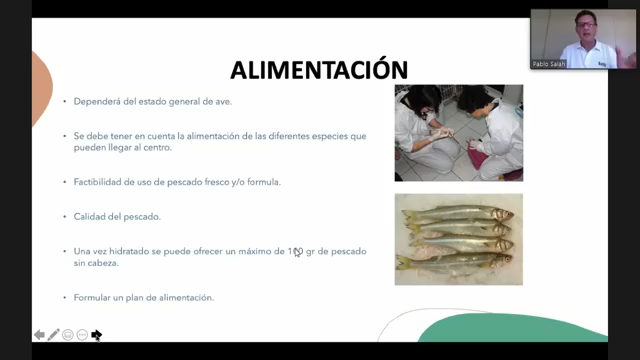 Pablo Salah
ALIMENTACIÓN
• Dependerá del estado general de ave.
• Se debe tener en cuenta la alimentación de las diferentes especies que
pueden llegar al centro.
• Factibilidad de uso de pescado fresco y/o formula.
• Calidad del pescado.
• Una vez hidratado se puede ofrecer un máximo de 100 gr de pescado
sin cabeza.
• Formular un plan de alimentación.